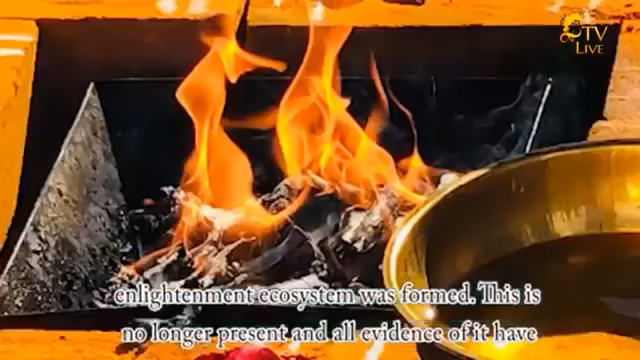 TV
LIVE
enlightenment ecosystem was formed. This is
no longer present and all evidence of it have